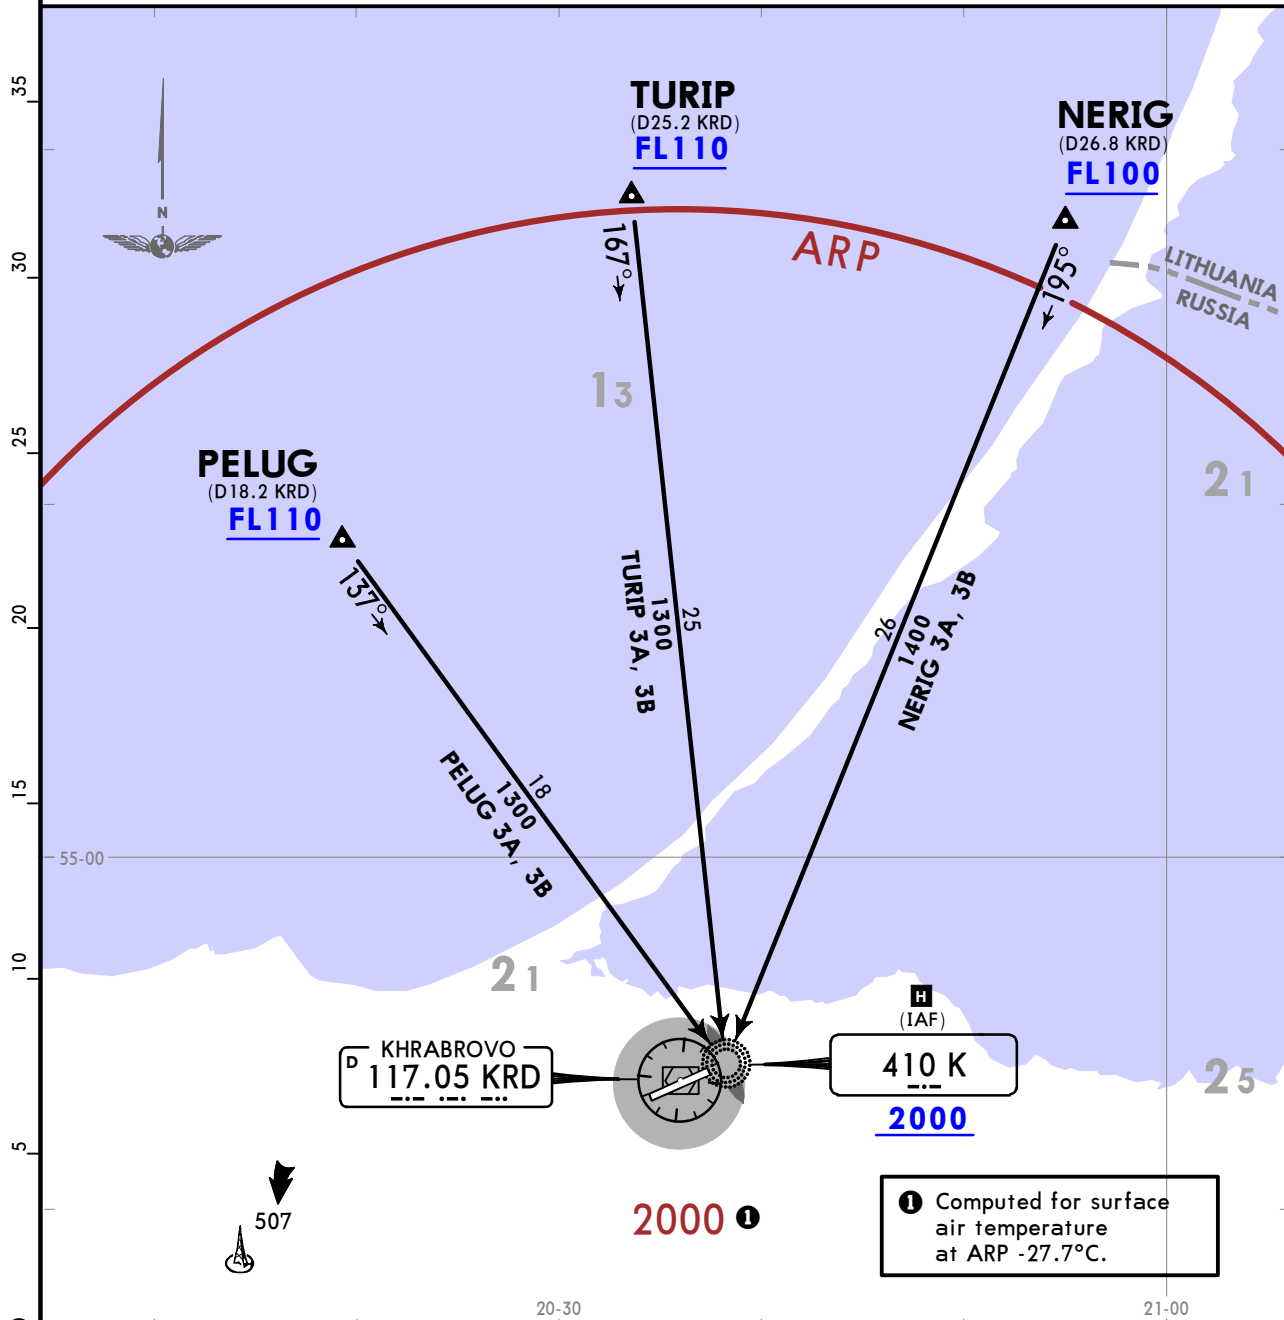 35
30
25
20
15
10
5
N
TURIP
(D25.2 KRD)
FL110
NERIG
(D26.8 KRD)
FL100
167°
ARP
195°
LITHUANIA
RUSSIA
13
21
PELUG
(D18.2 KRD)
FL110
137°
TURIP 3A, 3B
1300
25
26
1400
NERIG 3A, 3B
18
1300
PELUG 3A, 3B
55-00
21
H
(IAF)
410 K
2000
KHRABROVO
D 117.05 KRD
25
507
2000 1
1 Computed for surface
air temperature
at ARP -27.7°C.
20-30
21-00